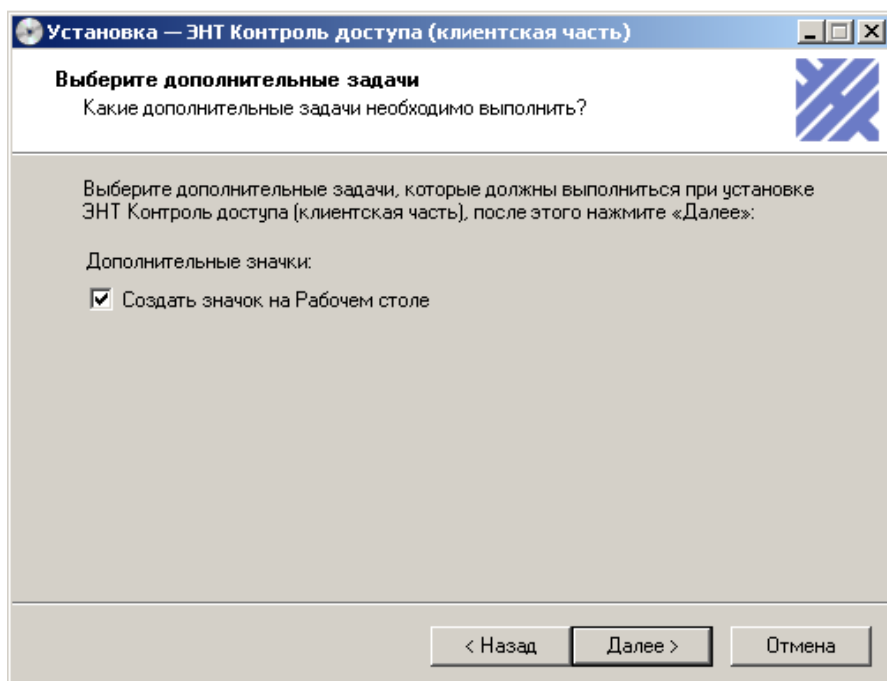 Установка — ЭНТ Контроль доступа (клиентская часть)
Выберите дополнительные задачи
Какие дополнительные задачи необходимо выполнить?
Выберите дополнительные задачи, которые должны выполниться при установке
ЭНТ Контроль доступа (клиентская часть), после этого нажмите «Далее»:
Дополнительные значки:
Создать значок на Рабочем столе
< Назад
Далее >
Отмена